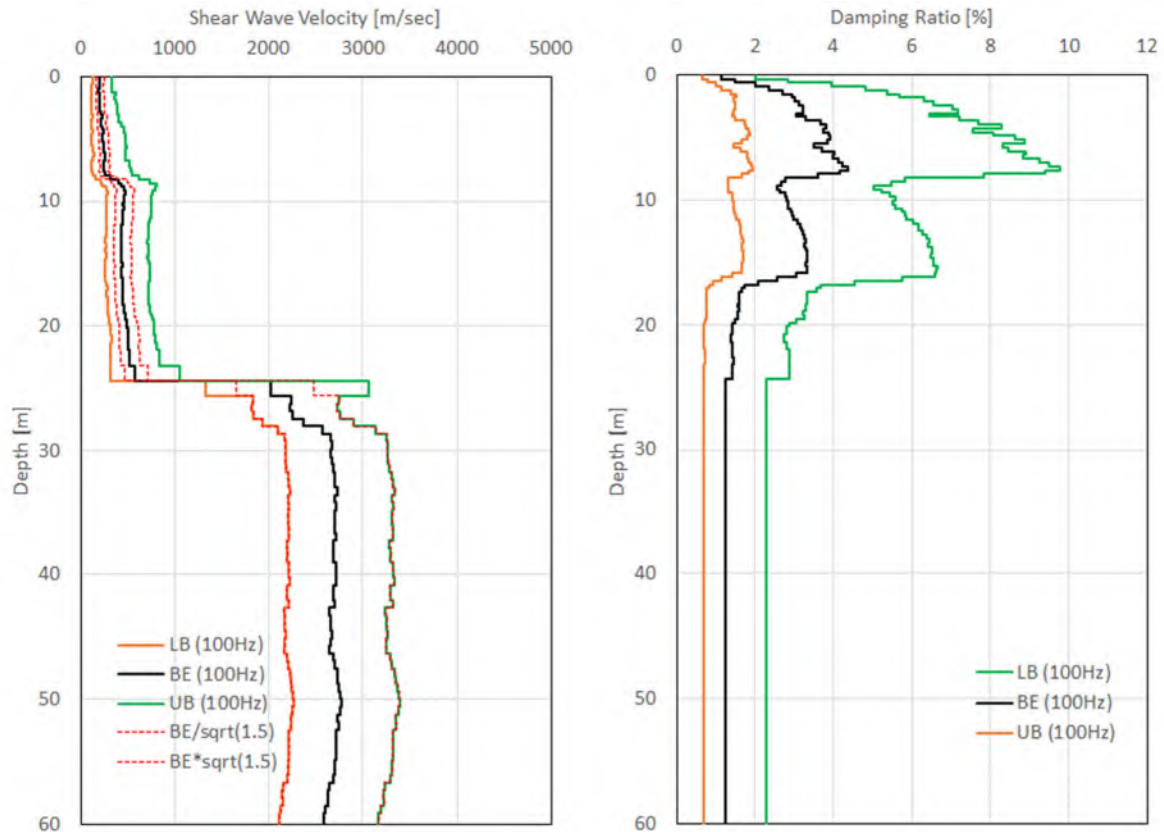 Shear Wave Velocity [m/sec]
0 1000 2000 3000 4000 5000
0
10
20
30
40
50
60
Depth [m]
LB (100Hz)
BE (100Hz)
UB (100Hz)
BE/sqrt(1.5)
BE*sqrt(1.5)
Damping Ratio [%]
0 2 4 6 8 10 12
0
10
20
30
40
50
60
Depth [m]
LB (100Hz)
BE (100Hz)
UB (100Hz)